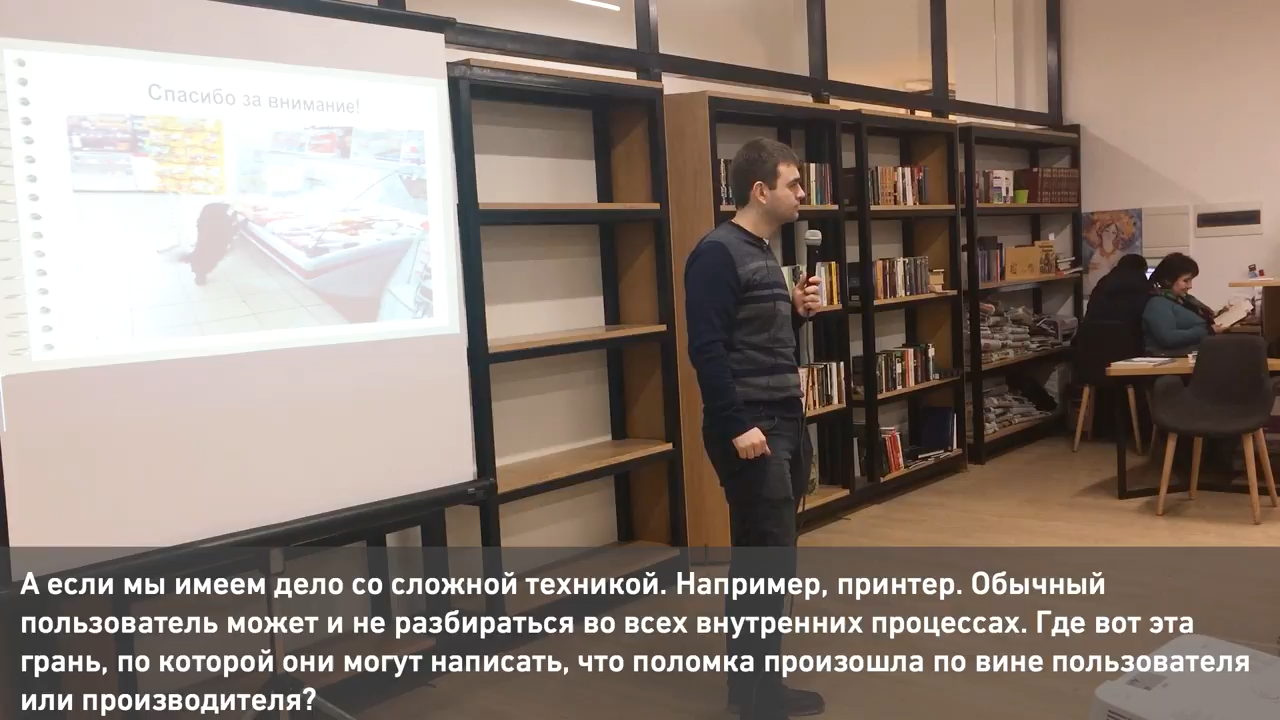 Спасибо за внимание!
А если мы имеем дело со сложной техникой. Например, принтер. Обычный
пользователь может и не разбираться во всех внутренних процессах. Где вот эта
грань, по которой они могут написать, что поломка произошла по вине пользователя
или производителя?